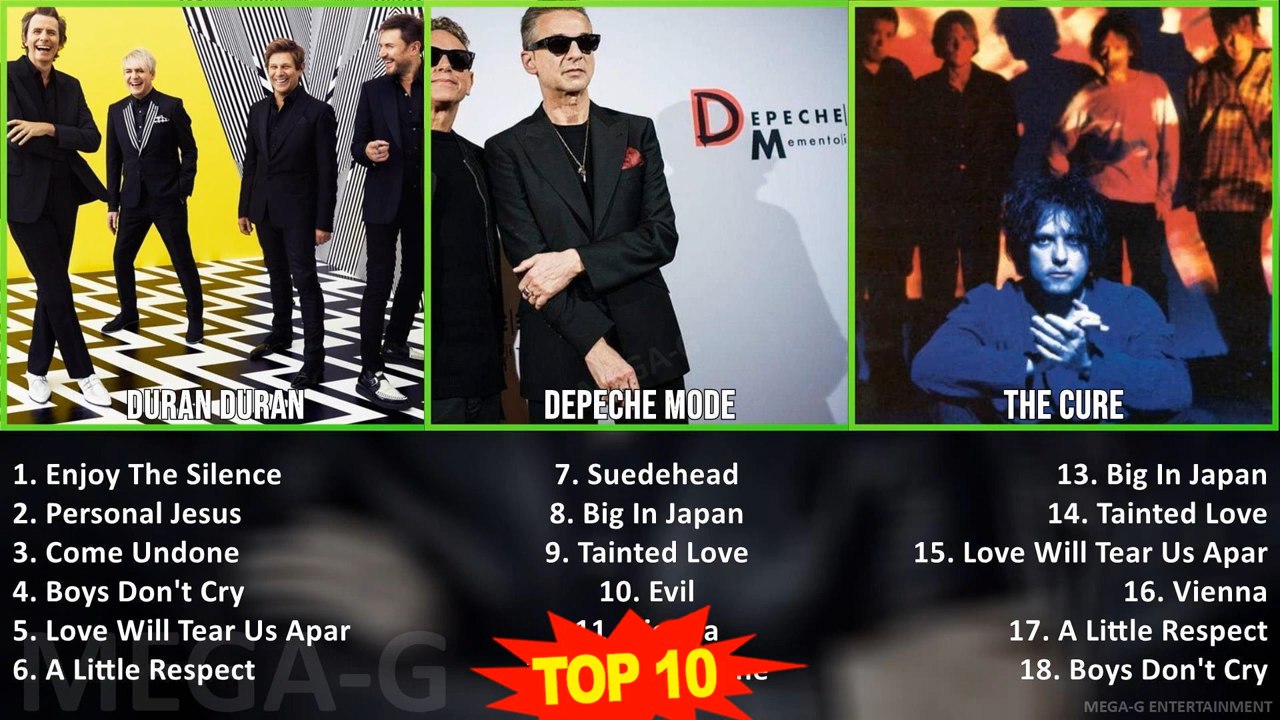 DEPECHE
Memento
DURAN DURAN
DEPECHE MODE
THE CURE
1. Enjoy The Silence
2. Personal Jesus
3. Come Undone
4. Boys Don't Cry
5. Love Will Tear Us Apar
6. A Little Respect
7. Suedehead
8. Big In Japan
9. Tainted Love
10. Evil
11.
TOP 10
13. Big In Japan
14. Tainted Love
15. Love Will Tear Us Apar
16. Vienna
17. A Little Respect
18. Boys Don't Cry
MEGA-G
MEGA-G ENTERTAINMENT